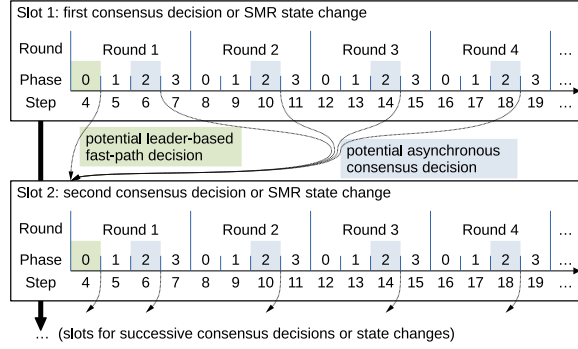 Slot 1: first consensus decision or SMR state change
Round Round 1 Round 2 Round 3 Round 4 ...
Phase 0 1 2 3 0 1 2 3 0 1 2 3 0 1 2 3 ...
Step 4 5 6 7 8 9 10 11 12 13 14 15 16 17 18 19 ...
potential leader-based
fast-path decision
potential asynchronous
consensus decision
Slot 2: second consensus decision or SMR state change
Round Round 1 Round 2 Round 3 Round 4 ...
Phase 0 1 2 3 0 1 2 3 0 1 2 3 0 1 2 3 ...
Step 4 5 6 7 8 9 10 11 12 13 14 15 16 17 18 19 ...
... (slots for successive consensus decisions or state changes)